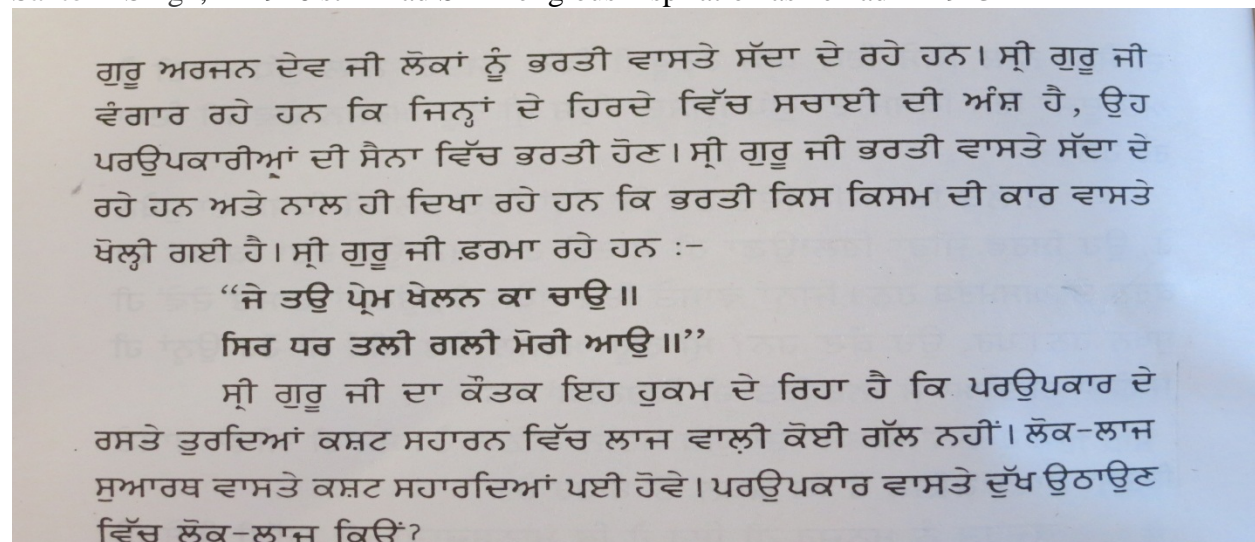 ਗੁਰੂ ਅਰਜਨ ਦੇਵ ਜੀ ਲੋਕਾਂ ਨੂੰ ਭਰਤੀ ਵਾਸਤੇ ਸੱਦਾ ਦੇ ਰਹੇ ਹਨ। ਸ੍ਰੀ ਗੁਰੂ ਜੀ
ਵੰਗਾਰ ਰਹੇ ਹਨ ਕਿ ਜਿਨ੍ਹਾਂ ਦੇ ਹਿਰਦੇ ਵਿੱਚ ਸਚਾਈ ਦੀ ਅੰਸ਼ ਹੈ, ਉਹ
ਪਰਉਪਕਾਰੀਆਂ ਦੀ ਸੈਨਾ ਵਿੱਚ ਭਰਤੀ ਹੋਣ। ਸ੍ਰੀ ਗੁਰੂ ਜੀ ਭਰਤੀ ਵਾਸਤੇ ਸੱਦਾ ਦੇ
ਰਹੇ ਹਨ ਅਤੇ ਨਾਲ ਹੀ ਦਿਖਾ ਰਹੇ ਹਨ ਕਿ ਭਰਤੀ ਕਿਸ ਕਿਸਮ ਦੀ ਕਾਰ ਵਾਸਤੇ
ਖੋਲ੍ਹੀ ਗਈ ਹੈ। ਸ੍ਰੀ ਗੁਰੂ ਜੀ ਫ਼ਰਮਾ ਰਹੇ ਹਨ :-
“ਜੇ ਤਉ ਪ੍ਰੇਮ ਖੇਲਨ ਕਾ ਚਾਉ॥
ਸਿਰ ਧਰ ਤਲੀ ਗਲੀ ਮੋਰੀ ਆਉ॥”
ਸ੍ਰੀ ਗੁਰੂ ਜੀ ਦਾ ਕੌਤਕ ਇਹ ਹੁਕਮ ਦੇ ਰਿਹਾ ਹੈ ਕਿ ਪਰਉਪਕਾਰ ਦੇ
ਰਸਤੇ ਤੁਰਦਿਆਂ ਕਸ਼ਟ ਸਹਾਰਨ ਵਿੱਚ ਲਾਜ ਵਾਲੀ਼ ਕੋਈ ਗੱਲ ਨਹੀਂ। ਲੋਕ-ਲਾਜ
ਸੁਆਰਥ ਵਾਸਤੇ ਕਸ਼ਟ ਸਹਾਰਦਿਆਂ ਪਈ ਹੋਵੇ। ਪਰਉਪਕਾਰ ਵਾਸਤੇ ਦੁੱਖ ਉਠਾਉਣ
ਵਿੱਚ ਲੋਕ-ਲਾਜ ਕਿਉਂ?